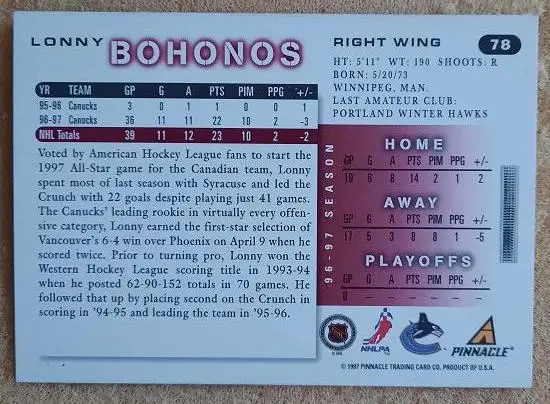 LONNY BOHONOS
RIGHT WING 78
HT: 5'11" WT: 190 SHOOTS: R
BORN: 5/20/73
WINNIPEG, MAN.
LAST AMATEUR CLUB:
PORTLAND WINTER HAWKS
YR TEAM GP G A PTS PIM PPG +/-
95-96 Canucks 3 0 1 1 0 0 1
96-97 Canucks 36 11 11 22 10 2 -3
NHL Totals 39 11 12 23 10 2 -2
Voted by American Hockey League fans to start the
1997 All-Star game for the Canadian team, Lonny
spent most of last season with Syracuse and led the
Crunch with 22 goals despite playing just 41 games.
The Canucks' leading rookie in virtually every offen-
sive category, Lonny earned the first-star selection of
Vancouver's 6-4 win over Phoenix on April 9 when he
scored twice. Prior to turning pro, Lonny won the
Western Hockey League scoring title in 1993-94
when he posted 62-90-152 totals in 70 games. He
followed that up by placing second on the Crunch in
scoring in '94-95 and leading the team in '95-96.
96-97 SEASON
HOME
GP G A PTS PIM PPG +/-
19 6 8 14 2 1 2
AWAY
GP G A PTS PIM PPG +/-
17 5 3 8 8 1 -5
PLAYOFFS
GP G A PTS PIM PPG +/-
0 — — — — — —
NHL
NHLPA
PINNACLE
© 1997 PINNACLE TRADING CARD CO. PRODUCT OF U.S.A.